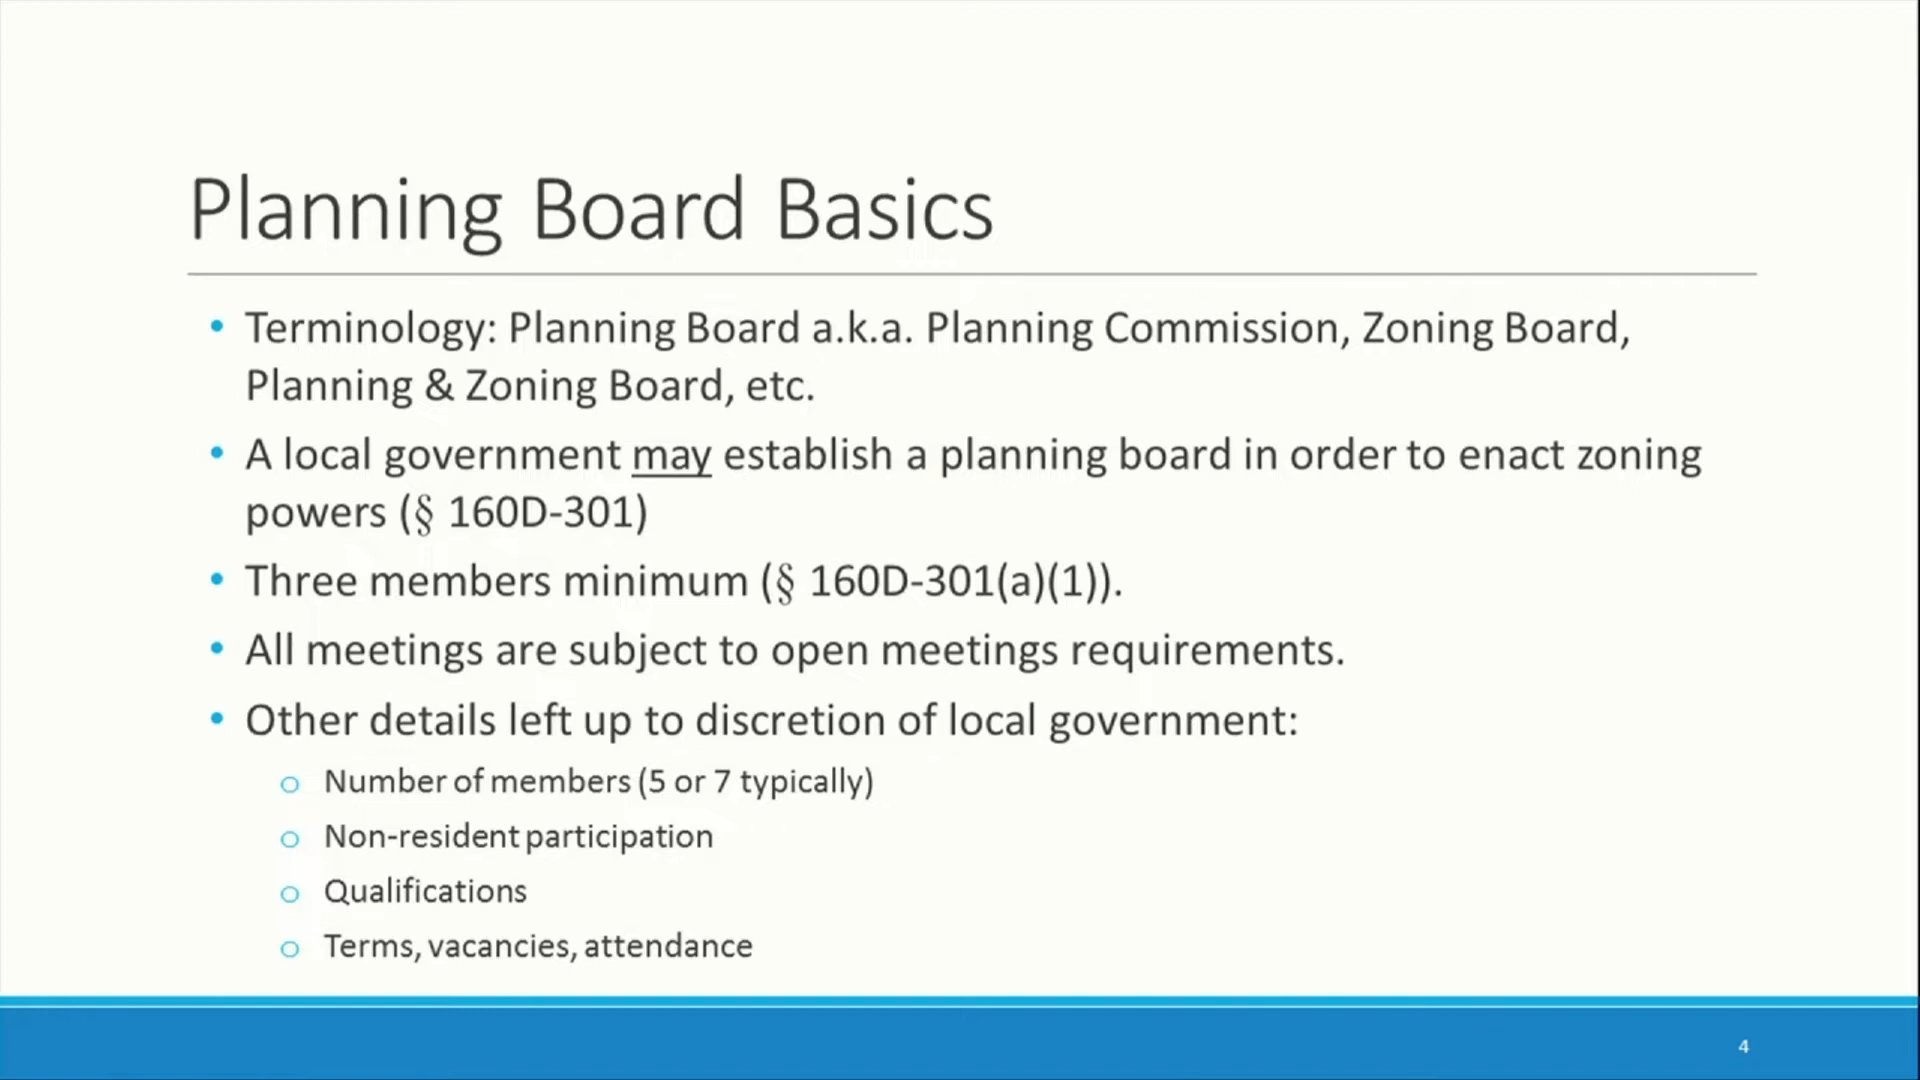 Planning Board Basics
• Terminology: Planning Board a.k.a. Planning Commission, Zoning Board,
Planning & Zoning Board, etc.
• A local government may establish a planning board in order to enact zoning
powers (§ 160D-301)
• Three members minimum (§ 160D-301(a)(1)).
• All meetings are subject to open meetings requirements.
• Other details left up to discretion of local government:
o Number of members (5 or 7 typically)
o Non-resident participation
o Qualifications
o Terms, vacancies, attendance
4